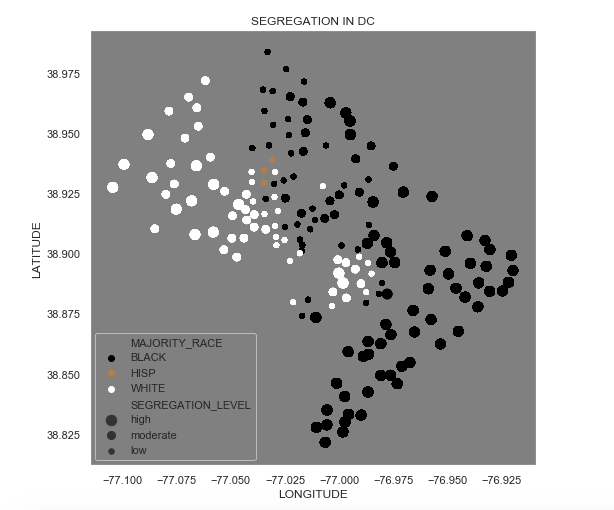 SEGREGATION IN DC
38.975
38.950
38.925
38.900
38.875
38.850
38.825
LATITUDE
MAJORITY_RACE
BLACK
HISP
WHITE
SEGREGATION_LEVEL
high
moderate
low
−77.100 −77.075 −77.050 −77.025 −77.000 −76.975 −76.950 −76.925
LONGITUDE